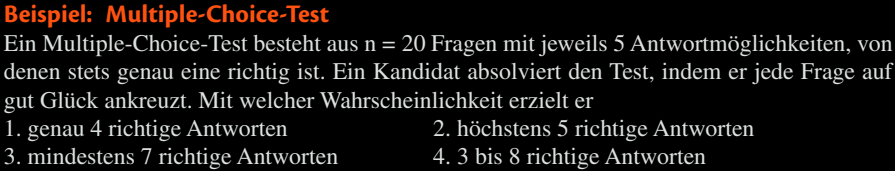 Beispiel: Multiple-Choice-Test
Ein Multiple-Choice-Test besteht aus n = 20 Fragen mit jeweils 5 Antwortmöglichkeiten, von
denen stets genau eine richtig ist. Ein Kandidat absolviert den Test, indem er jede Frage auf
gut Glück ankreuzt. Mit welcher Wahrscheinlichkeit erzielt er
1. genau 4 richtige Antworten 2. höchstens 5 richtige Antworten
3. mindestens 7 richtige Antworten 4. 3 bis 8 richtige Antworten